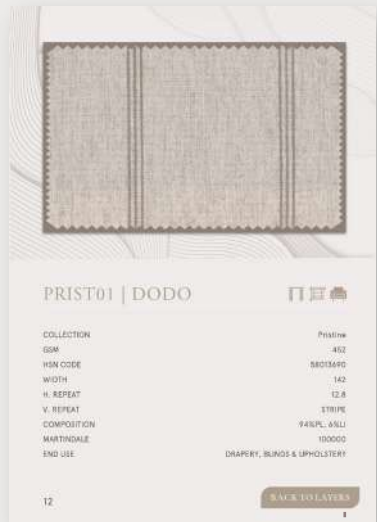 PRIST01 | DODO
COLLECTION Pristine
GSM 452
HSN CODE 58013690
WIDTH 142
H. REPEAT 12.8
V. REPEAT STRIPE
COMPOSITION 94%PL, 6%LI
MARTINDALE 100000
END USE DRAPERY, BLINDS & UPHOLSTERY
12
BACK TO LAYERS